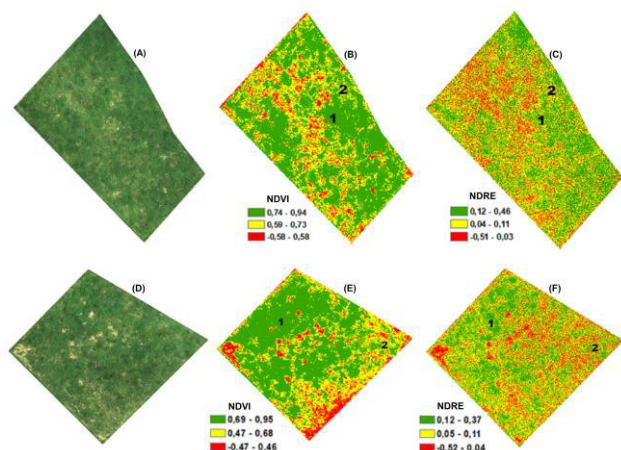 (A)
(B)
(C)
2
1
2
1
NDVI
0,74 - 0,94
0,59 - 0,73
-0,58 - 0,58
NDRE
0,12 - 0,46
0,04 - 0,11
-0,51 - 0,03
(D)
(E)
(F)
1
2
1
2
NDVI
0,69 - 0,95
0,47 - 0,68
-0,47 - 0,46
NDRE
0,12 - 0,37
0,05 - 0,11
-0,52 - 0,04